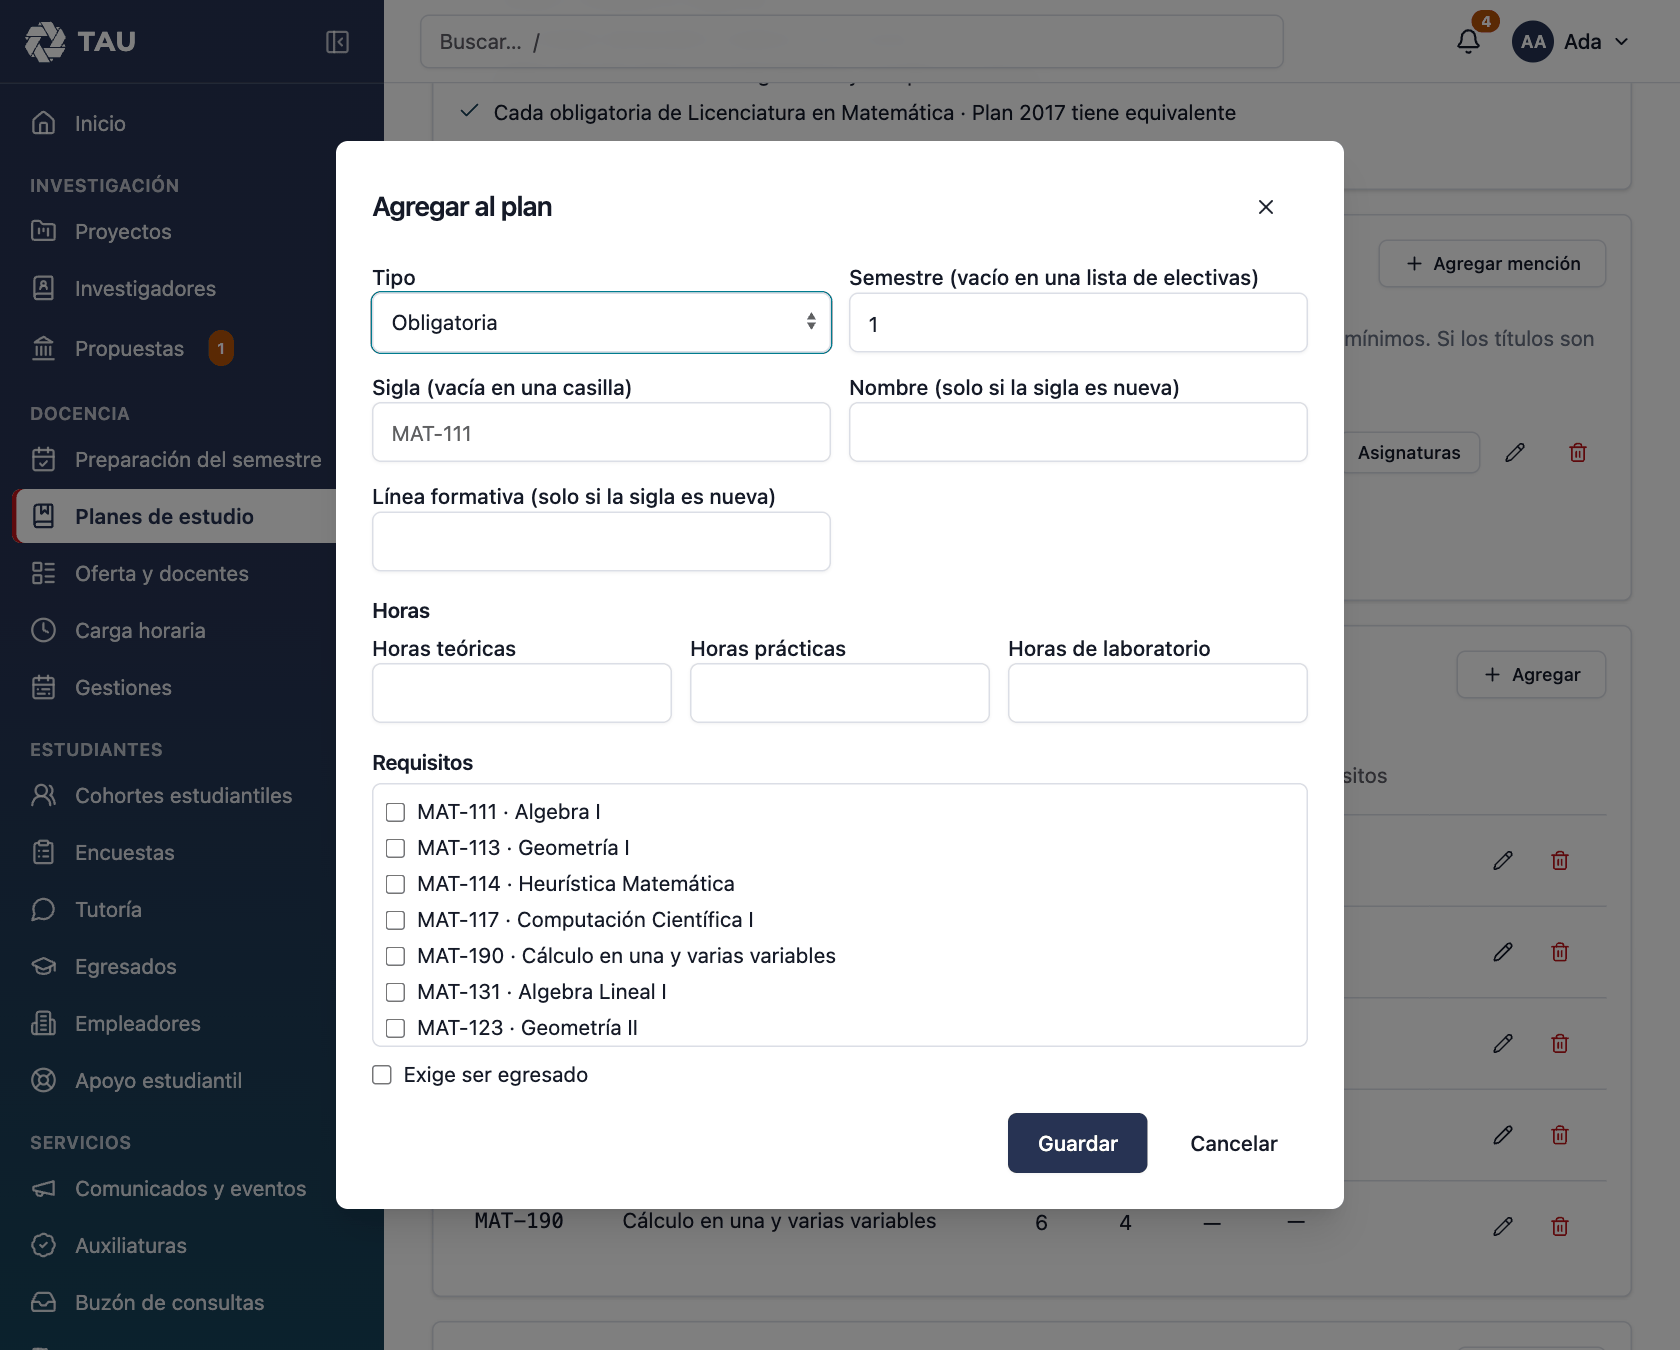 TAU
Buscar... /
4
AA
Ada
Inicio
INVESTIGACIÓN
Proyectos
Investigadores
Propuestas
1
DOCENCIA
Preparación del semestre
Planes de estudio
Oferta y docentes
Carga horaria
Gestiones
ESTUDIANTES
Cohortes estudiantiles
Encuestas
Tutoría
Egresados
Empleadores
Apoyo estudiantil
SERVICIOS
Comunicados y eventos
Auxiliaturas
Buzón de consultas
Cada obligatoria de Licenciatura en Matemática · Plan 2017 tiene equivalente
+ Agregar mención
mínimos. Si los títulos son
Asignaturas
+ Agregar
sitos
Agregar al plan
Tipo
Semestre (vacío en una lista de electivas)
Obligatoria
1
Sigla (vacía en una casilla)
Nombre (solo si la sigla es nueva)
MAT-111
Línea formativa (solo si la sigla es nueva)
Horas
Horas teóricas
Horas prácticas
Horas de laboratorio
Requisitos
MAT-111 · Algebra I
MAT-113 · Geometría I
MAT-114 · Heurística Matemática
MAT-117 · Computación Científica I
MAT-190 · Cálculo en una y varias variables
MAT-131 · Algebra Lineal I
MAT-123 · Geometría II
Exige ser egresado
Guardar
Cancelar
MAT-190 Cálculo en una y varias variables 6 4 — —